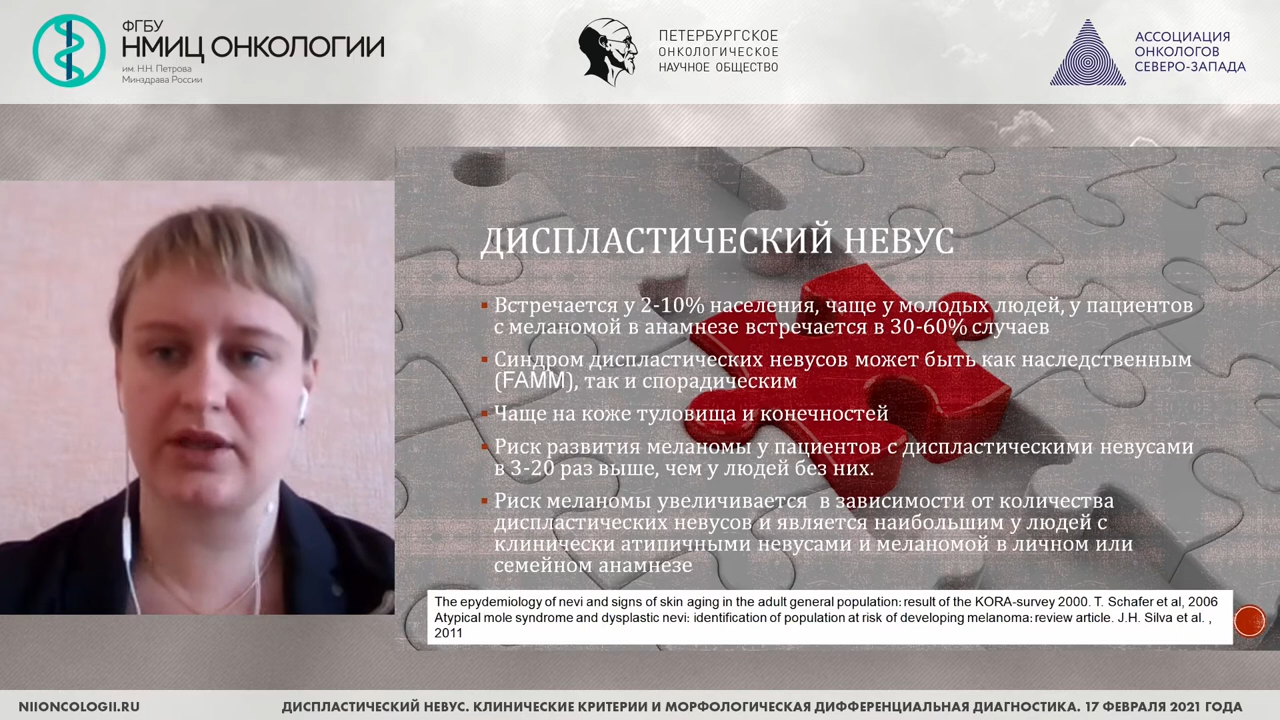 ФГБУ
НМИЦ ОНКОЛОГИИ
им. Н.Н. Петрова
Минздрава России
ПЕТЕРБУРГСКОЕ
ОНКОЛОГИЧЕСКОЕ
НАУЧНОЕ ОБЩЕСТВО
АССОЦИАЦИЯ
ОНКОЛОГОВ
СЕВЕРО-ЗАПАДА
ДИСПЛАСТИЧЕСКИЙ НЕВУС
Встречается у 2-10% населения, чаще у молодых людей, у пациентов
с меланомой в анамнезе встречается в 30-60% случаев
Синдром диспластических невусов может быть как наследственным
(FAMM), так и спорадическим
Чаще на коже туловища и конечностей
Риск развития меланомы у пациентов с диспластическими невусами
в 3-20 раз выше, чем у людей без них.
Риск меланомы увеличивается в зависимости от количества
диспластических невусов и является наибольшим у людей с
клинически атипичными невусами и меланомой в личном или
семейном анамнезе
The epydemiology of nevi and signs of skin aging in the adult general population: result of the KORA-survey 2000. T. Schafer et al, 2006
Atypical mole syndrome and dysplastic nevi: identification of population at risk of developing melanoma: review article. J.H. Silva et al. ,
2011
NIIONCOLOGII.RU
ДИСПЛАСТИЧЕСКИЙ НЕВУС. КЛИНИЧЕСКИЕ КРИТЕРИИ И МОРФОЛОГИЧЕСКАЯ ДИФФЕРЕНЦИАЛЬНАЯ ДИАГНОСТИКА. 17 ФЕВРАЛЯ 2021 ГОДА